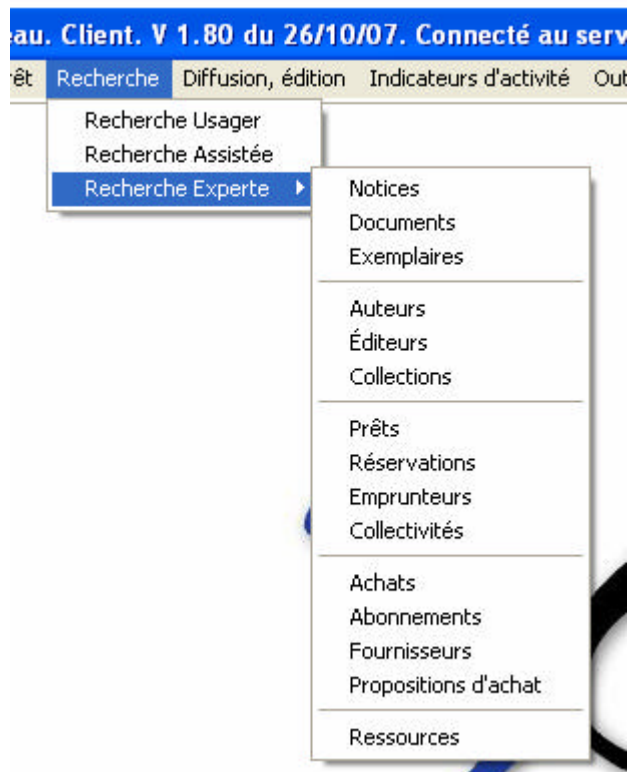 eau. Client. V 1.80 du 26/10/07. Connecté au serv
rêt Recherche Diffusion, édition Indicateurs d'activité Out
Recherche Usager
Recherche Assistée
Recherche Experte
Notices
Documents
Exemplaires
Auteurs
Éditeurs
Collections
Prêts
Réservations
Emprunteurs
Collectivités
Achats
Abonnements
Fournisseurs
Propositions d'achat
Ressources